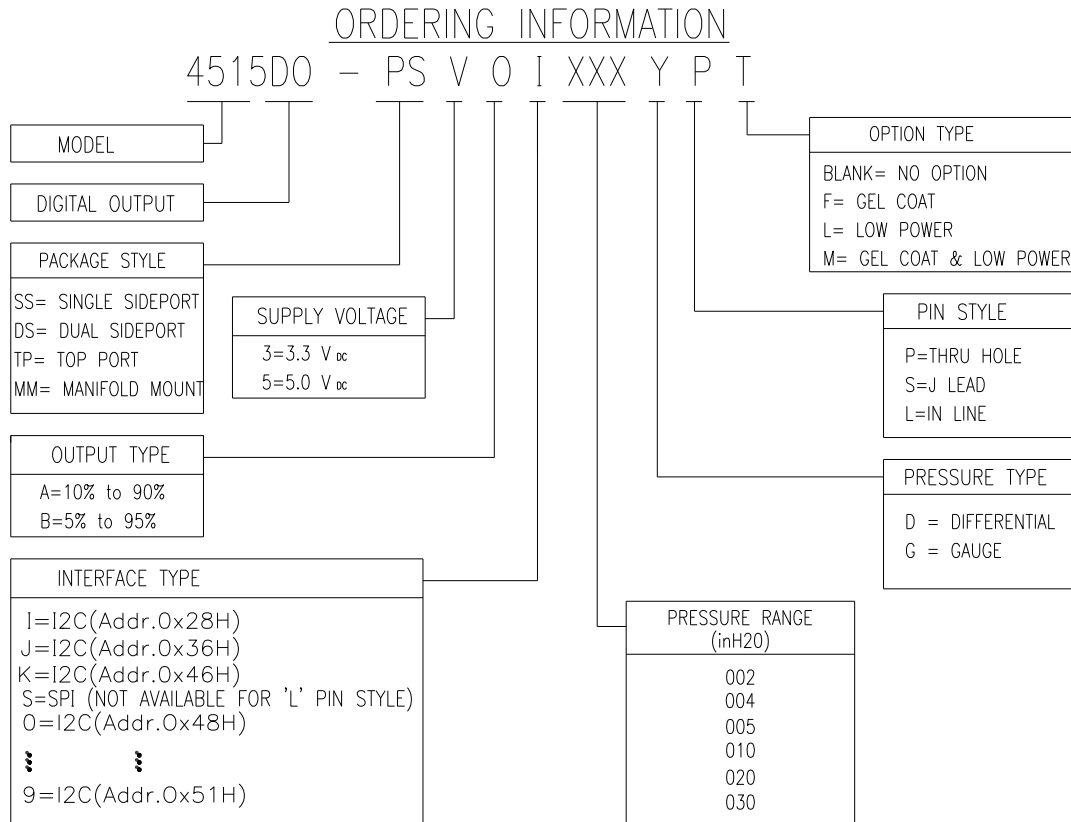 ORDERING INFORMATION
4515DO - PS V O I XXX Y P T
MODEL
DIGITAL OUTPUT
PACKAGE STYLE
SS= SINGLE SIDEPORT
DS= DUAL SIDEPORT
TP= TOP PORT
MM= MANIFOLD MOUNT
SUPPLY VOLTAGE
3=3.3 V DC
5=5.0 V DC
OUTPUT TYPE
A=10% to 90%
B=5% to 95%
INTERFACE TYPE
I=I2C(Addr.0x28H)
J=I2C(Addr.0x36H)
K=I2C(Addr.0x46H)
S=SPI (NOT AVAILABLE FOR 'L' PIN STYLE)
0=I2C(Addr.0x48H)
9=I2C(Addr.0x51H)
PRESSURE RANGE
(inH20)
002
004
005
010
020
030
OPTION TYPE
BLANK= NO OPTION
F= GEL COAT
L= LOW POWER
M= GEL COAT & LOW POWER
PIN STYLE
P=THRU HOLE
S=J LEAD
L=IN LINE
PRESSURE TYPE
D = DIFFERENTIAL
G = GAUGE